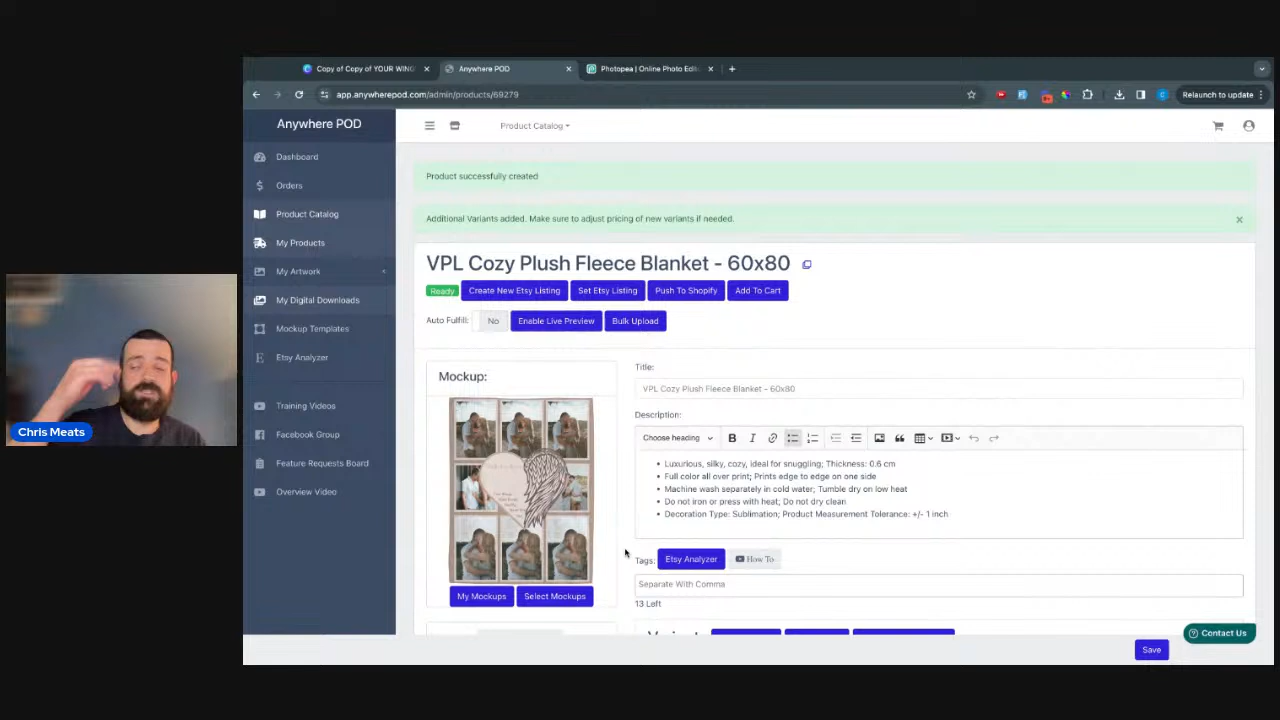 Copy of Copy of YOUR WING
Anywhere POD
Photopea | Online Photo Edit
app.anywherepod.com/admin/products/69279
Relaunch to update
Anywhere POD
Product Catalog
Dashboard
Orders
Product Catalog
My Products
My Artwork
My Digital Downloads
Mockup Templates
Etsy Analyzer
Training Videos
Facebook Group
Feature Requests Board
Overview Video
Product successfully created
Additional Variants added. Make sure to adjust pricing of new variants if needed.
VPL Cozy Plush Fleece Blanket - 60x80
Ready Create New Etsy Listing Set Etsy Listing Push To Shopify Add To Cart
Auto Fulfill: No Enable Live Preview Bulk Upload
Mockup:
My Mockups Select Mockups
Title:
VPL Cozy Plush Fleece Blanket - 60x80
Description:
Choose heading
Luxurious, silky, cozy, ideal for snuggling; Thickness: 0.6 cm
Full color all over print; Prints edge to edge on one side
Machine wash separately in cold water; Tumble dry on low heat
Do not iron or press with heat; Do not dry clean
Decoration Type: Sublimation; Product Measurement Tolerance: +/- 1 inch
Tags: Etsy Analyzer How To
Separate With Comma
13 Left
Contact Us
Save
Chris Meats